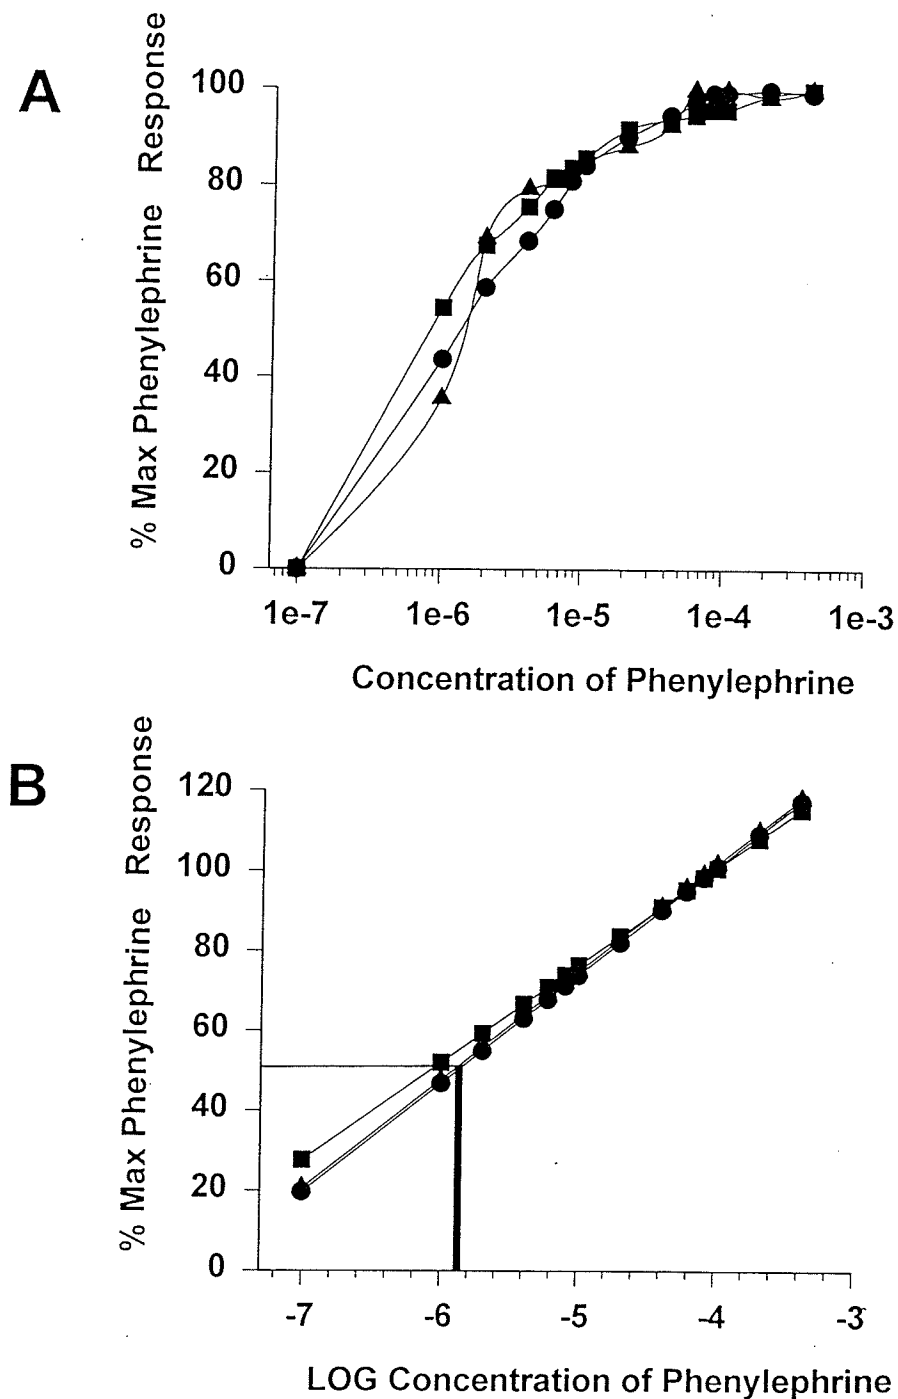 A
% Max Phenylephrine Response
100
80
60
40
20
0
1e-7 1e-6 1e-5 1e-4 1e-3
Concentration of Phenylephrine
B
% Max Phenylephrine Response
120
100
80
60
40
20
0
-7 -6 -5 -4 -3
LOG Concentration of Phenylephrine